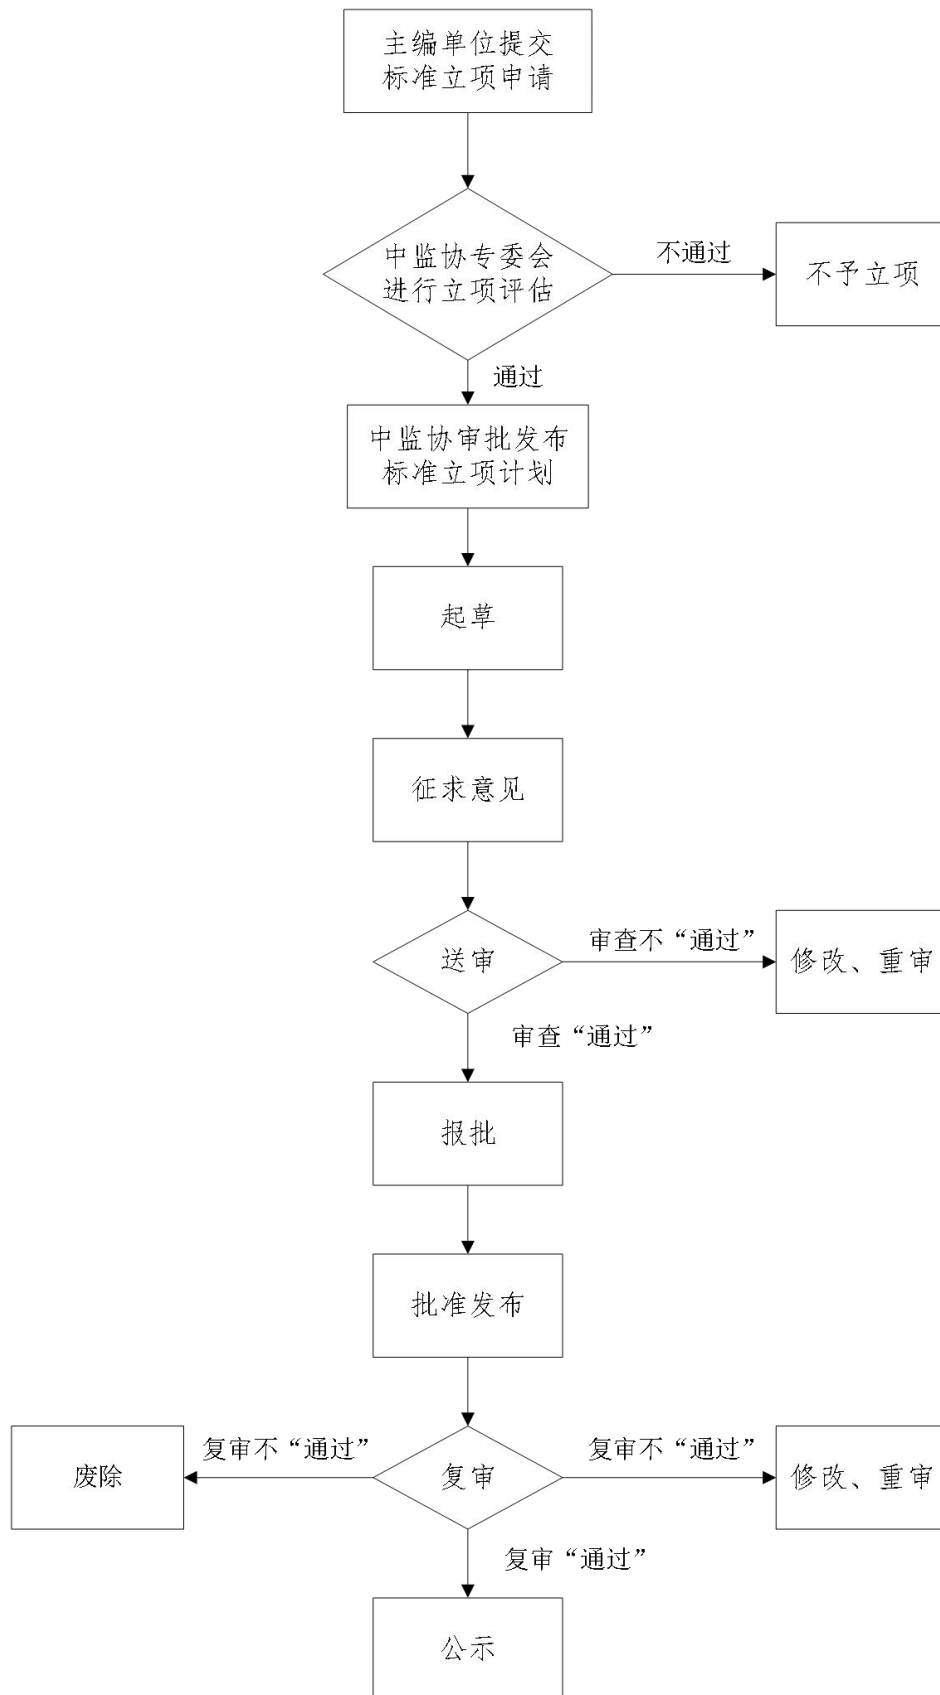 主编单位提交
标准立项申请
中监协专委会
进行立项评估
不通过
不予立项
通过
中监协审批发布
标准立项计划
起草
征求意见
送审
审查不“通过”
修改、重审
审查“通过”
报批
批准发布
废除
复审不“通过”
复审
复审不“通过”
修改、重审
复审“通过”
公示